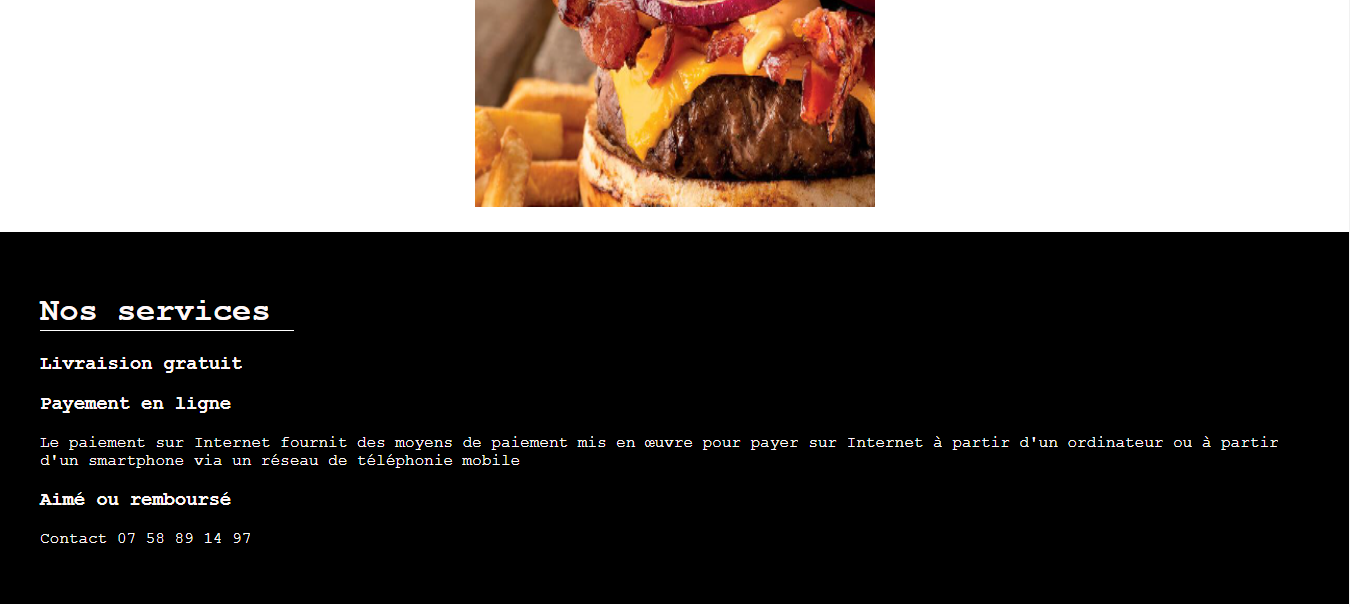 Nos services
Livraision gratuit
Payement en ligne
Le paiement sur Internet fournit des moyens de paiement mis en œuvre pour payer sur Internet à partir d'un ordinateur ou à partir
d'un smartphone via un réseau de téléphonie mobile
Aimé ou remboursé
Contact 07 58 89 14 97